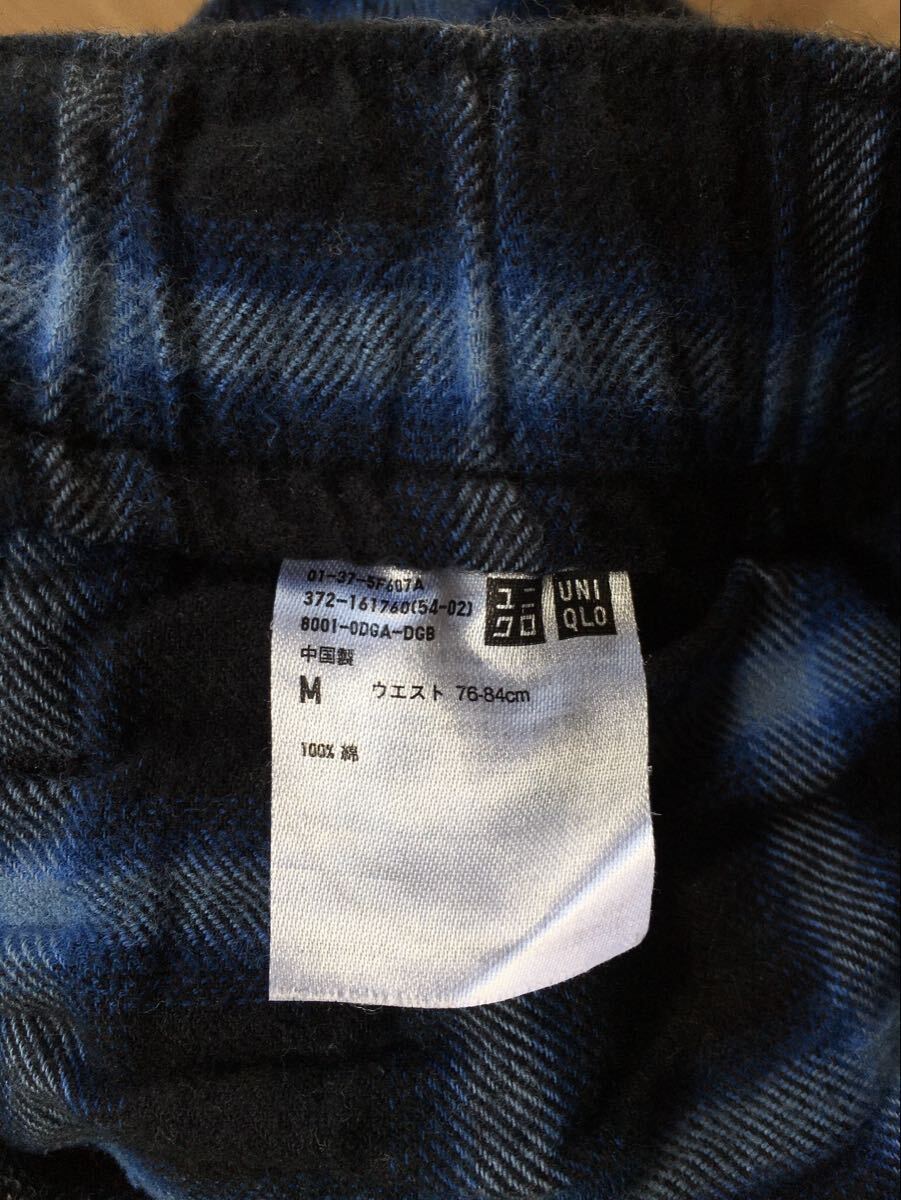 01-37-5F607A
372-161760(54-02)
8001-0DGA-DGB
ユニ
クロ
UNI
QLO
中国製
M ウエスト 76-84cm
100% 綿